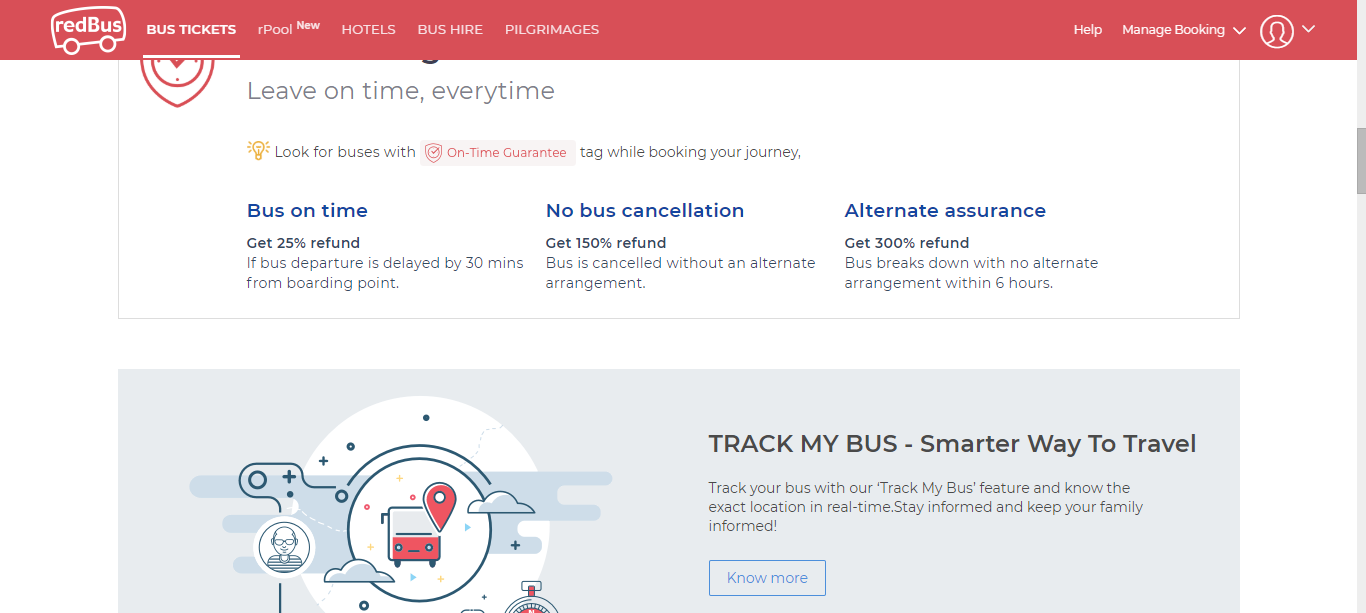 redBus
BUS TICKETS
rPool New
HOTELS
BUS HIRE
PILGRIMAGES
Help
Manage Booking
Leave on time, everytime
Look for buses with On-Time Guarantee tag while booking your journey,
Bus on time
Get 25% refund
If bus departure is delayed by 30 mins
from boarding point.
No bus cancellation
Get 150% refund
Bus is cancelled without an alternate
arrangement.
Alternate assurance
Get 300% refund
Bus breaks down with no alternate
arrangement within 6 hours.
TRACK MY BUS - Smarter Way To Travel
Track your bus with our ‘Track My Bus’ feature and know the
exact location in real-time.Stay informed and keep your family
informed!
Know more